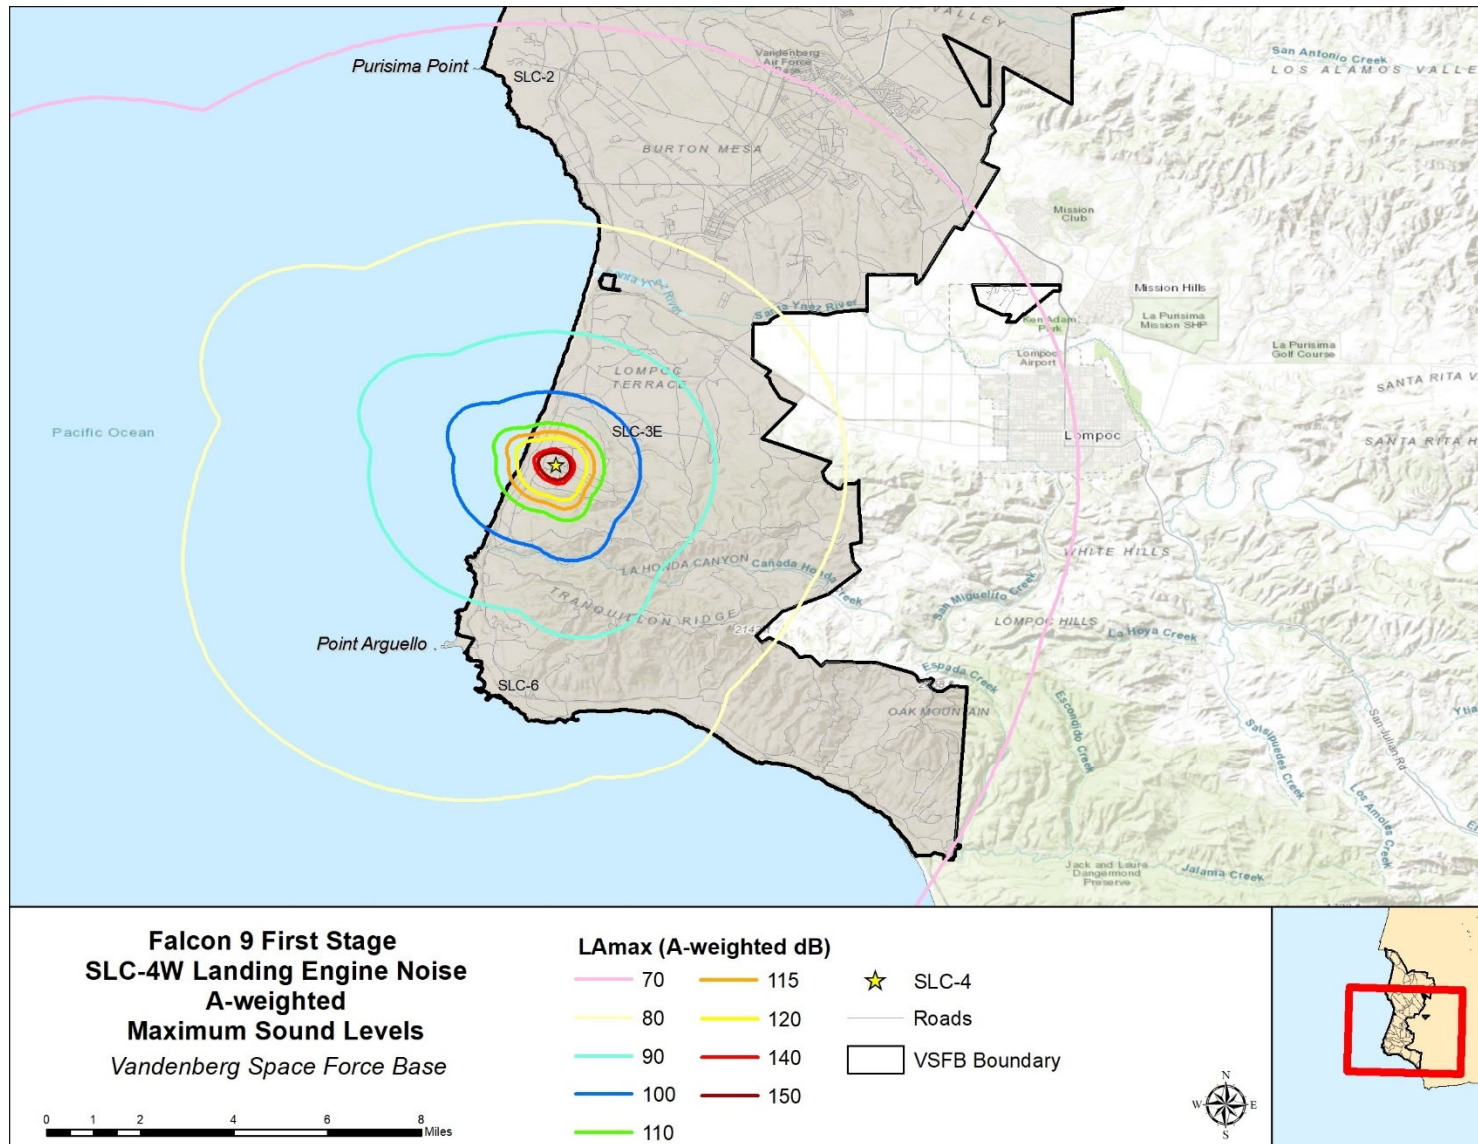 VALLEY
Purisima Point
SLC-2
Vandenberg
Air Force
Base
San Antonio Creek
LOS ALAMOS VALLE
BURTON MESA
Mission
Club
Santa Ynez River
Santa Ynez River
Mission Hills
Ken Adam
Park
La Purisima
Mission SHP
Lompoc
Airport
La Purisima
Golf Course
LOMPOC
TERRACE
SANTA RITA V
Pacific Ocean
SLC-3E
Lompoc
SANTA RITA H
WHITE HILLS
LA HONDA CANYON
Cañada Honda Creek
San Miguelito Creek
TRANQUILLON RIDGE
LOMPOC HILLS
La Hoya Creek
Point Arguello
Espada Creek
SLC-6
OAK MOUNTAIN
Escondido Creek
Salsipuedes Creek
San Julian Rd
Ytia
Los Amoles Creek
Jack and Laura
Dangermond
Preserve
Jalama Creek
Falcon 9 First Stage
SLC-4W Landing Engine Noise
A-weighted
Maximum Sound Levels
Vandenberg Space Force Base
0 1 2 4 6 8
Miles
LAmax (A-weighted dB)
70
80
90
100
110
115
120
140
150
SLC-4
Roads
VSFB Boundary
N
W E
S